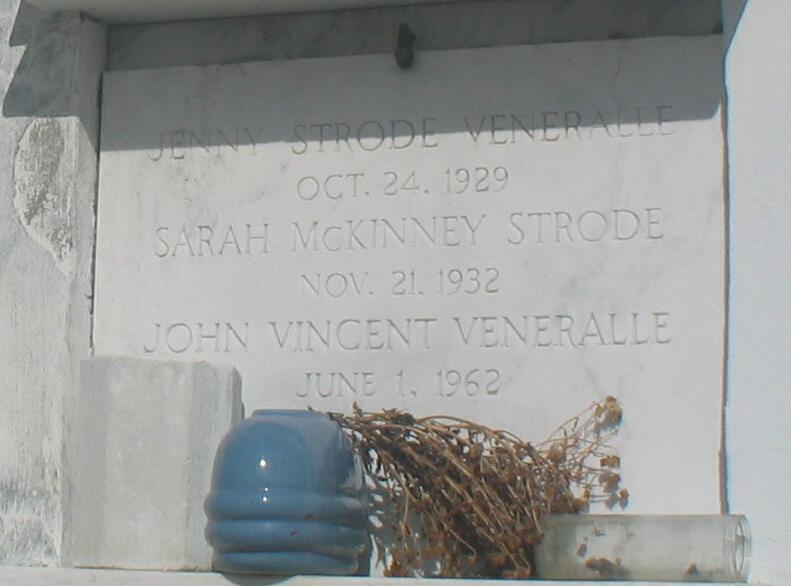 JENNY STRODE VENERALLE
OCT. 24, 1929
SARAH McKINNEY STRODE
NOV. 21, 1932
JOHN VINCENT VENERALLE
JUNE 1, 1962